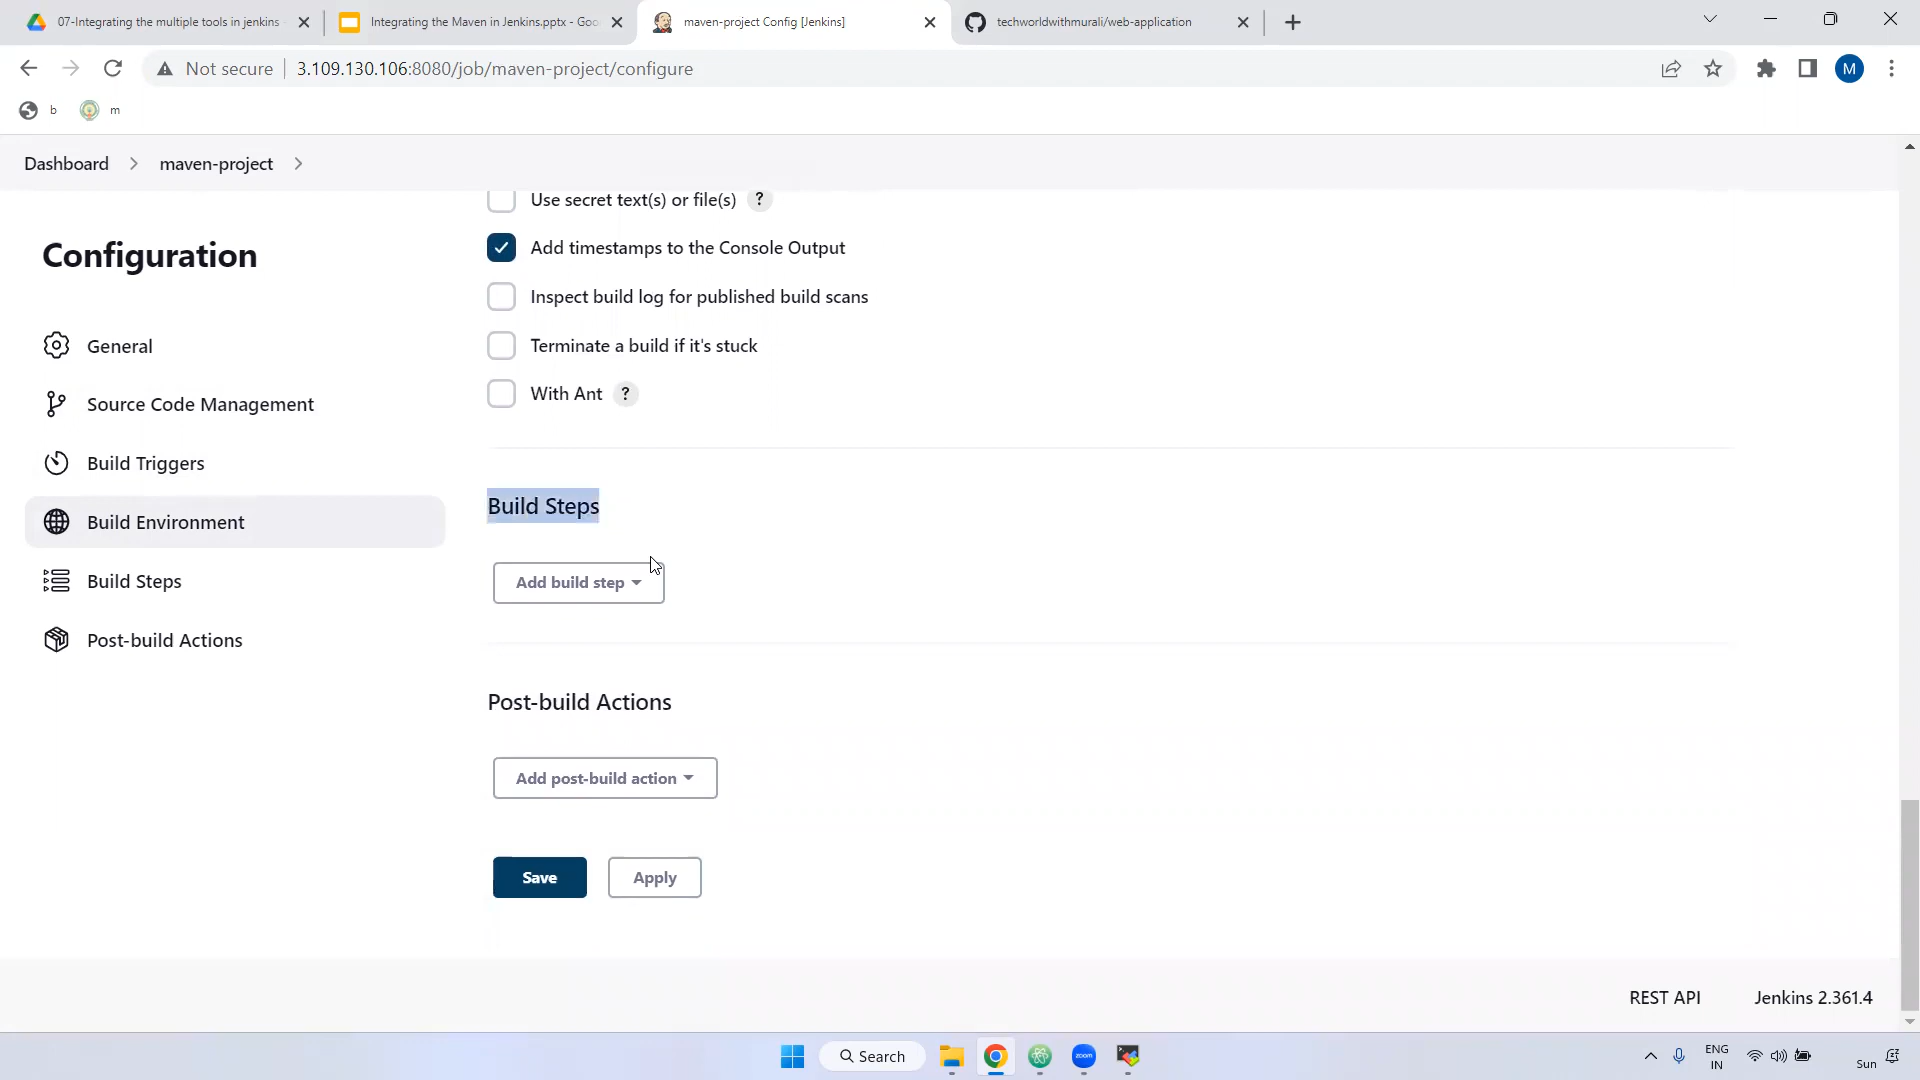 07-Integrating the multiple tools in jenkins
Integrating the Maven in Jenkins.pptx - Goo
maven-project Config [Jenkins]
techworldwithmurali/web-application
Not secure
3.109.130.106:8080/job/maven-project/configure
M
b
m
Dashboard
maven-project
Configuration
General
Source Code Management
Build Triggers
Build Environment
Build Steps
Post-build Actions
Use secret text(s) or file(s) ?
Add timestamps to the Console Output
Inspect build log for published build scans
Terminate a build if it's stuck
With Ant ?
Build Steps
Add build step
Post-build Actions
Add post-build action
Save
Apply
REST API
Jenkins 2.361.4
Search
zoom
ENG
IN
Sun